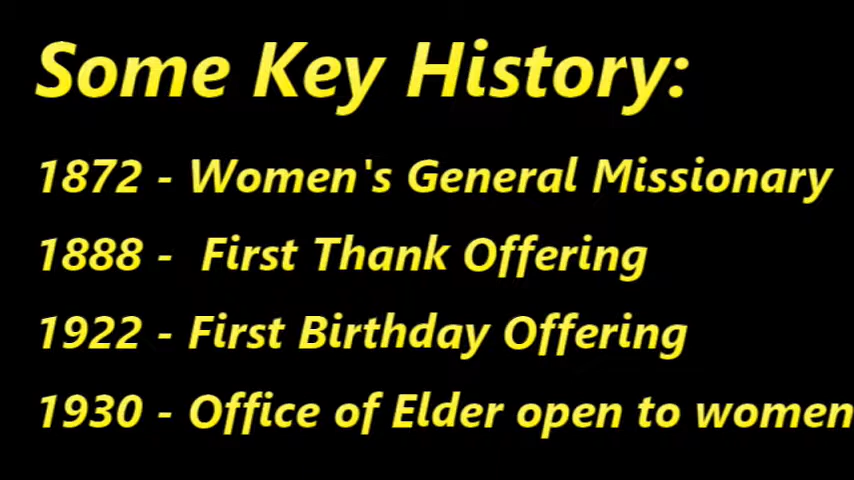 Some Key History:
1872 - Women's General Missionary
1888 -  First Thank Offering
1922 - First Birthday Offering
1930 - Office of Elder open to women